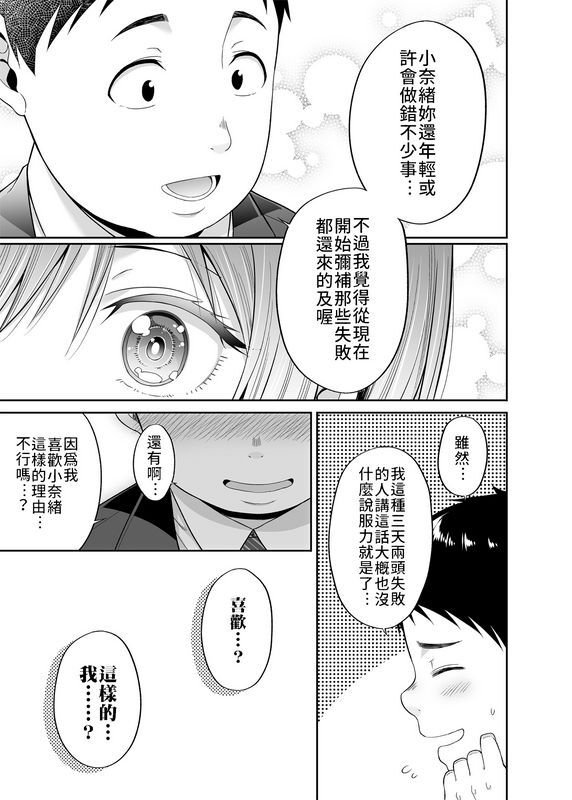 小奈緒妳還年輕或
許會做錯不少事…
不過我覺得從現在
開始彌補那些失敗
都還來的及喔
雖然…
我這種三天兩頭失敗
的人講這話大概也沒
什麼說服力就是了…
還有啊…
因為我
喜歡小奈緒
這樣的理由…
不行嗎…？
喜歡…？
這樣的…
我……？